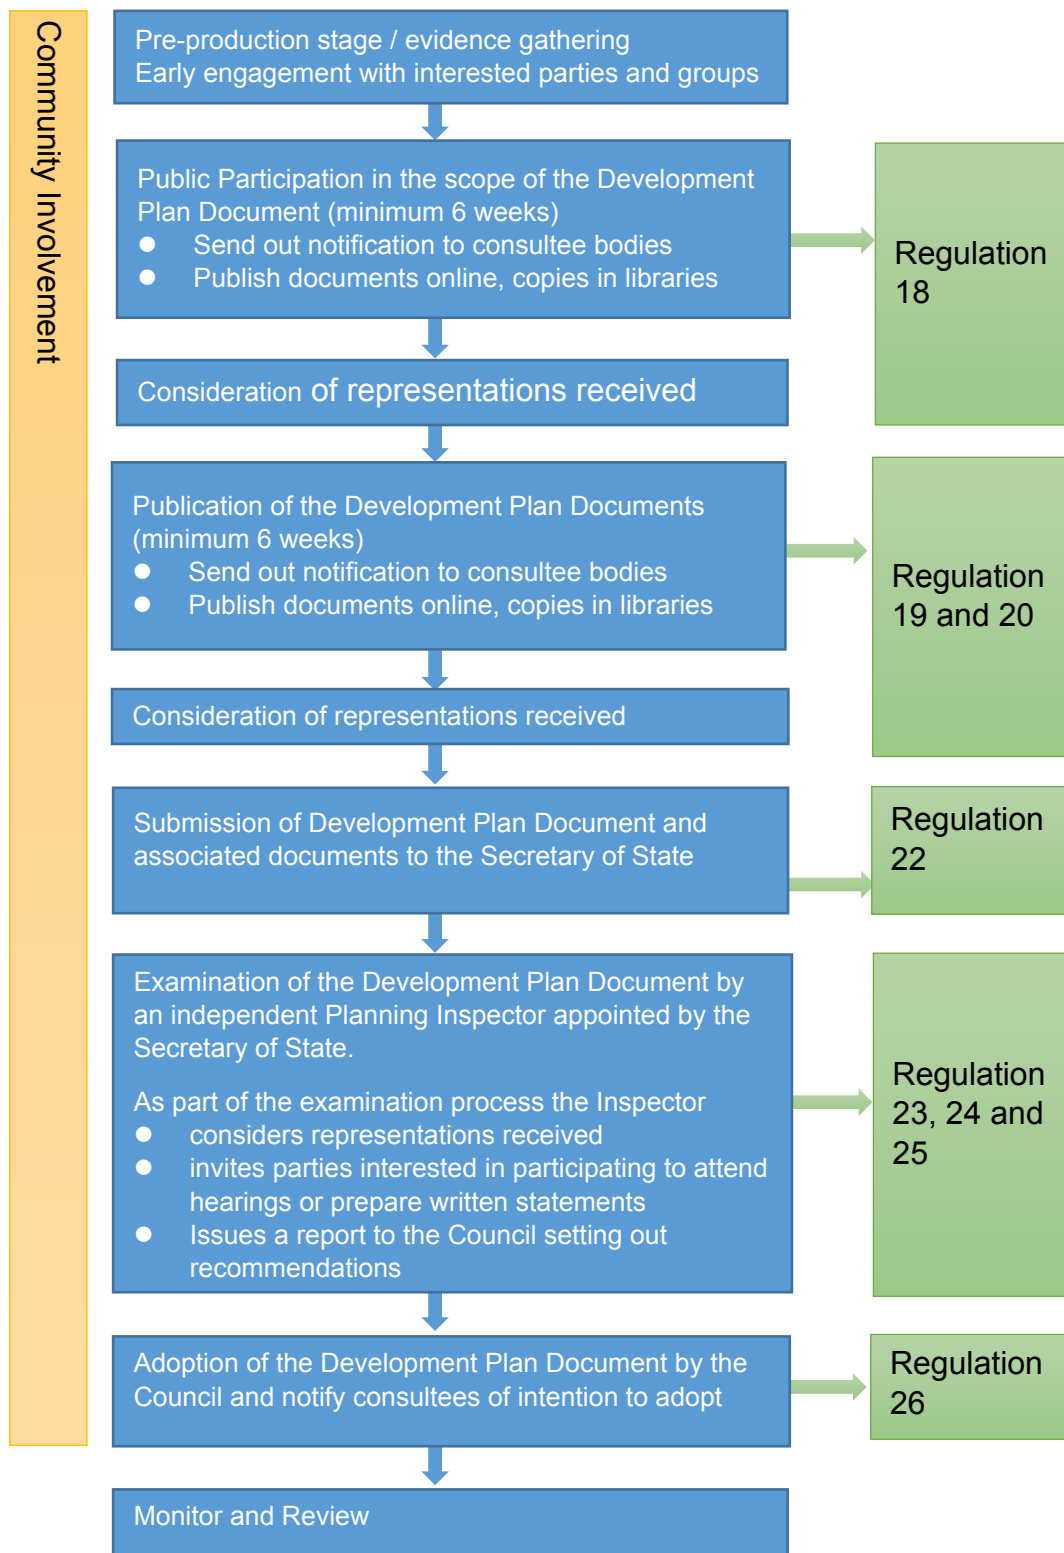 Community Involvement
Pre-production stage / evidence gathering
Early engagement with interested parties and groups
Public Participation in the scope of the Development
Plan Document (minimum 6 weeks)
● Send out notification to consultee bodies
● Publish documents online, copies in libraries
Regulation
18
Consideration of representations received
Publication of the Development Plan Documents
(minimum 6 weeks)
● Send out notification to consultee bodies
● Publish documents online, copies in libraries
Regulation
19 and 20
Consideration of representations received
Submission of Development Plan Document and
associated documents to the Secretary of State
Regulation
22
Examination of the Development Plan Document by
an independent Planning Inspector appointed by the
Secretary of State.
As part of the examination process the Inspector
● considers representations received
● invites parties interested in participating to attend
hearings or prepare written statements
● Issues a report to the Council setting out
recommendations
Regulation
23, 24 and
25
Adoption of the Development Plan Document by the
Council and notify consultees of intention to adopt
Regulation
26
Monitor and Review